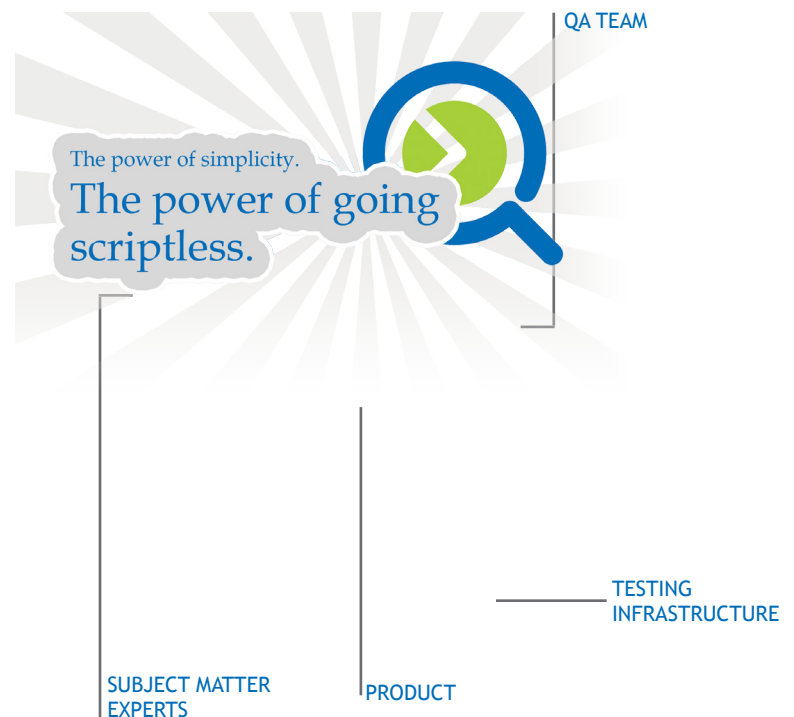 QA TEAM
The power of simplicity.
The power of going
scriptless.
TESTING
INFRASTRUCTURE
SUBJECT MATTER
EXPERTS
PRODUCT